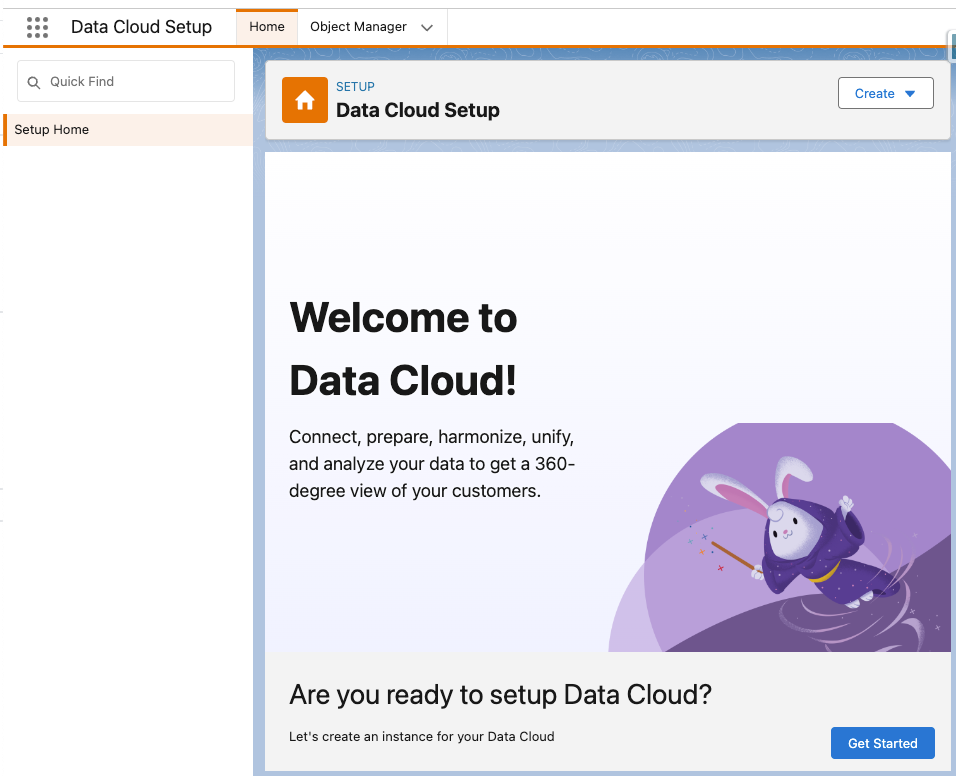 Data Cloud Setup
Home
Object Manager
Quick Find
Setup Home
SETUP
Data Cloud Setup
Create
Welcome to
Data Cloud!
Connect, prepare, harmonize, unify,
and analyze your data to get a 360-
degree view of your customers.
Are you ready to setup Data Cloud?
Let's create an instance for your Data Cloud
Get Started